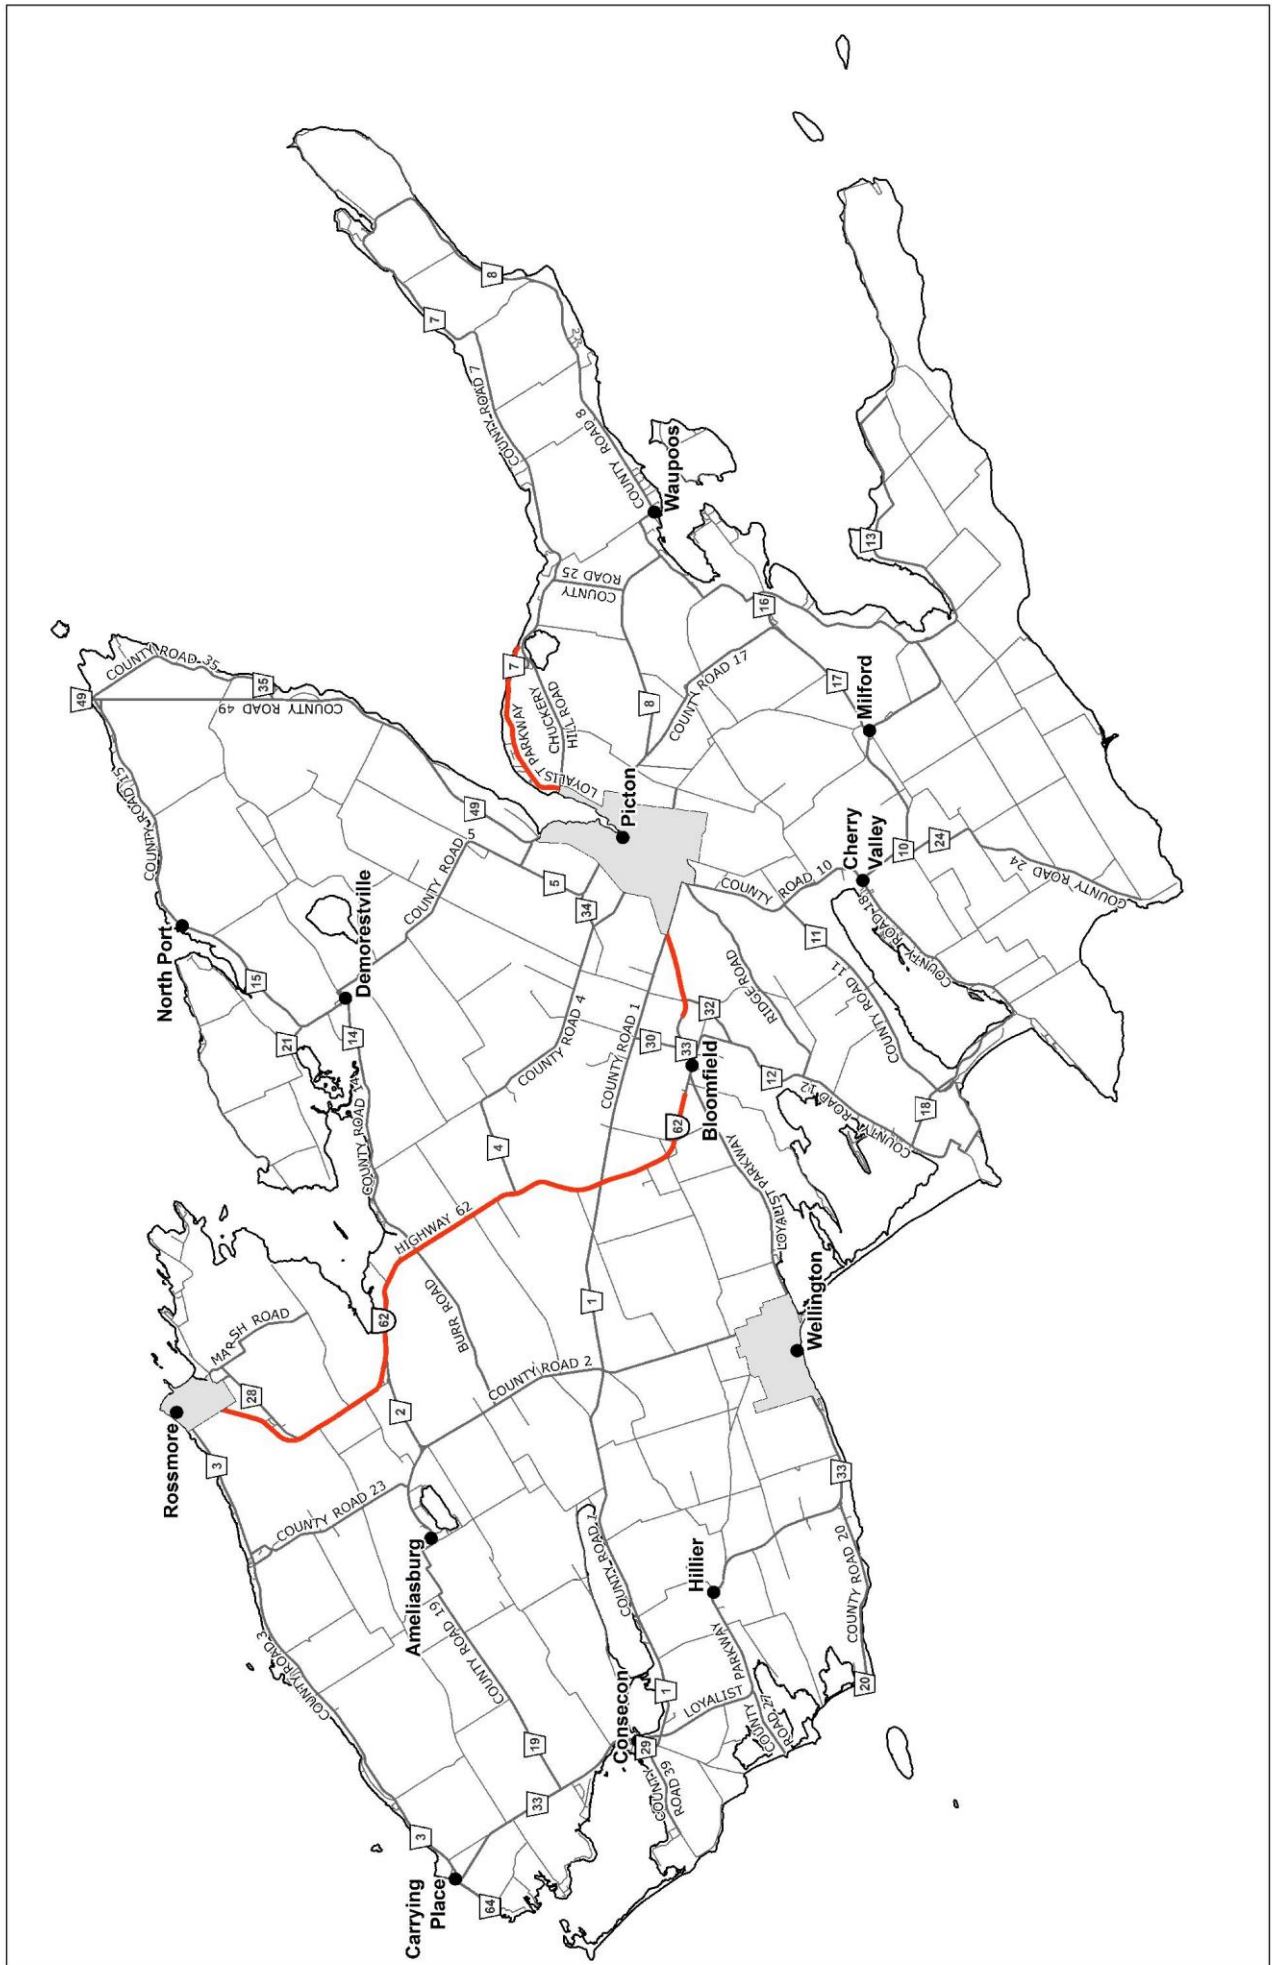 Rossmore
3
28
MARSH ROAD
COUNTY ROAD 23
COUNTY ROAD 3
3
Carrying
Place
64
33
19
COUNTY ROAD 19
Ameliasburg
2
62
HIGHWAY 62
BURR ROAD
COUNTY ROAD 2
COUNTY ROAD 14
14
21
15
North Port
Demorestville
COUNTY ROAD 15
49
COUNTY ROAD 35
35
COUNTY ROAD 49
49
COUNTY ROAD 5
5
34
COUNTY ROAD 4
4
COUNTY ROAD 1
1
COUNTY ROAD 1
1
Consecon
29
COUNTY
ROAD 39
LOYALIST PARKWAY
COUNTY
ROAD 27
Hillier
COUNTY ROAD 20
20
33
Wellington
LOYALIST PARKWAY
62
Bloomfield
33
30
32
12
COUNTY ROAD 12
18
RIDGE ROAD
COUNTY ROAD 11
11
COUNTY ROAD 10
COUNTY ROAD 18
Cherry
Valley
10
24
COUNTY ROAD 24
Picton
LOYALIST PARKWAY
CHUCKERY
HILL ROAD
7
8
COUNTY ROAD 17
17
Milford
16
13
COUNTY
ROAD 25
Waupoos
COUNTY ROAD 8
COUNTY ROAD 7
7
8